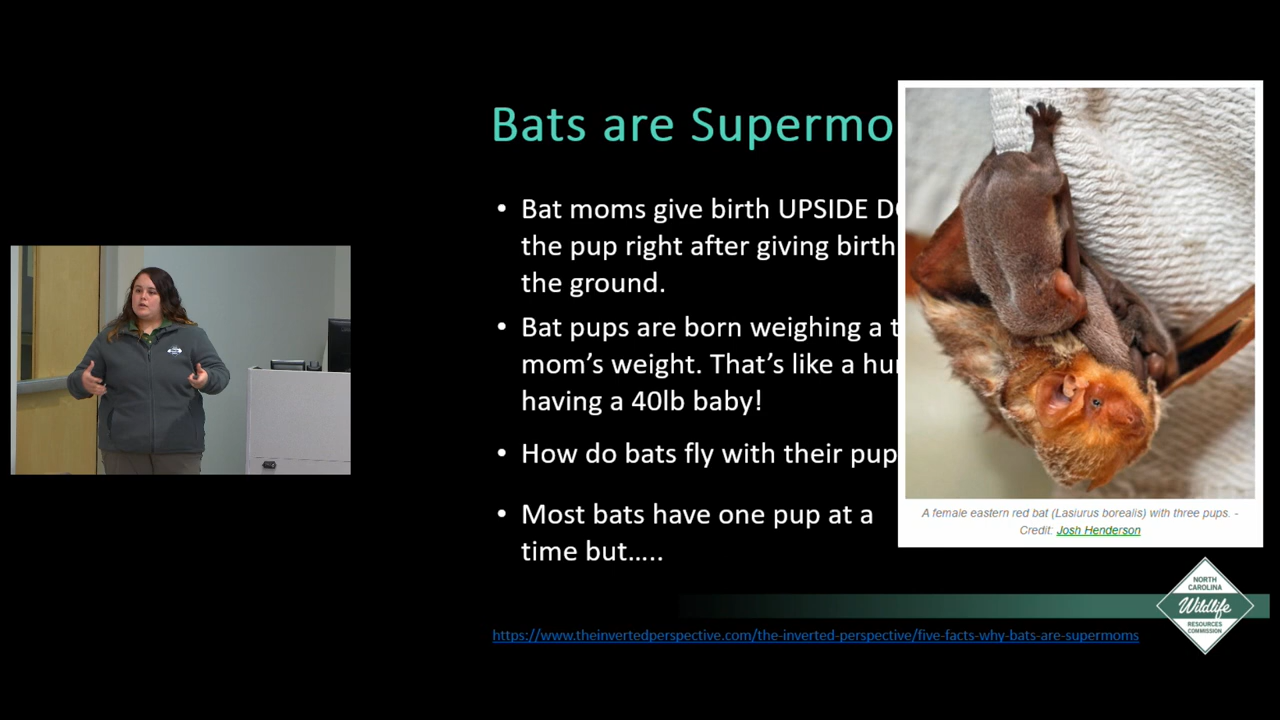 Bats are Supermo
Bat moms give birth UPSIDE D
the pup right after giving birth
the ground.
Bat pups are born weighing a t
mom's weight. That's like a hu
having a 40lb baby!
How do bats fly with their pup
Most bats have one pup at a
time but.....
A female eastern red bat (Lasiurus borealis) with three pups. -
Credit: Josh Henderson
NORTH
CAROLINA
Wildlife
RESOURCES
COMMISSION
https://www.theinvertedperspective.com/the-inverted-perspective/five-facts-why-bats-are-supermoms